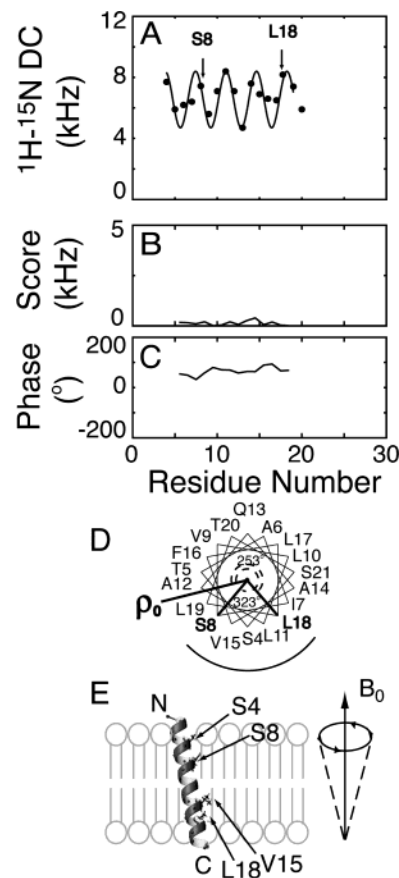 A
S8
L18
¹H-¹⁵N DC
(kHz)
12
8
4
0
B
Score
(kHz)
5
0
C
Phase
(°)
200
0
-200
0 10 20 30
Residue Number
D
Q13
T20 A6
V9 L17
F16 L10
T5 S21
A12 A14
L19 I7
S8 L18
V15 S4 L11
253°
323°
ρ₀
E
N
S4
S8
B₀
C
L18
V15